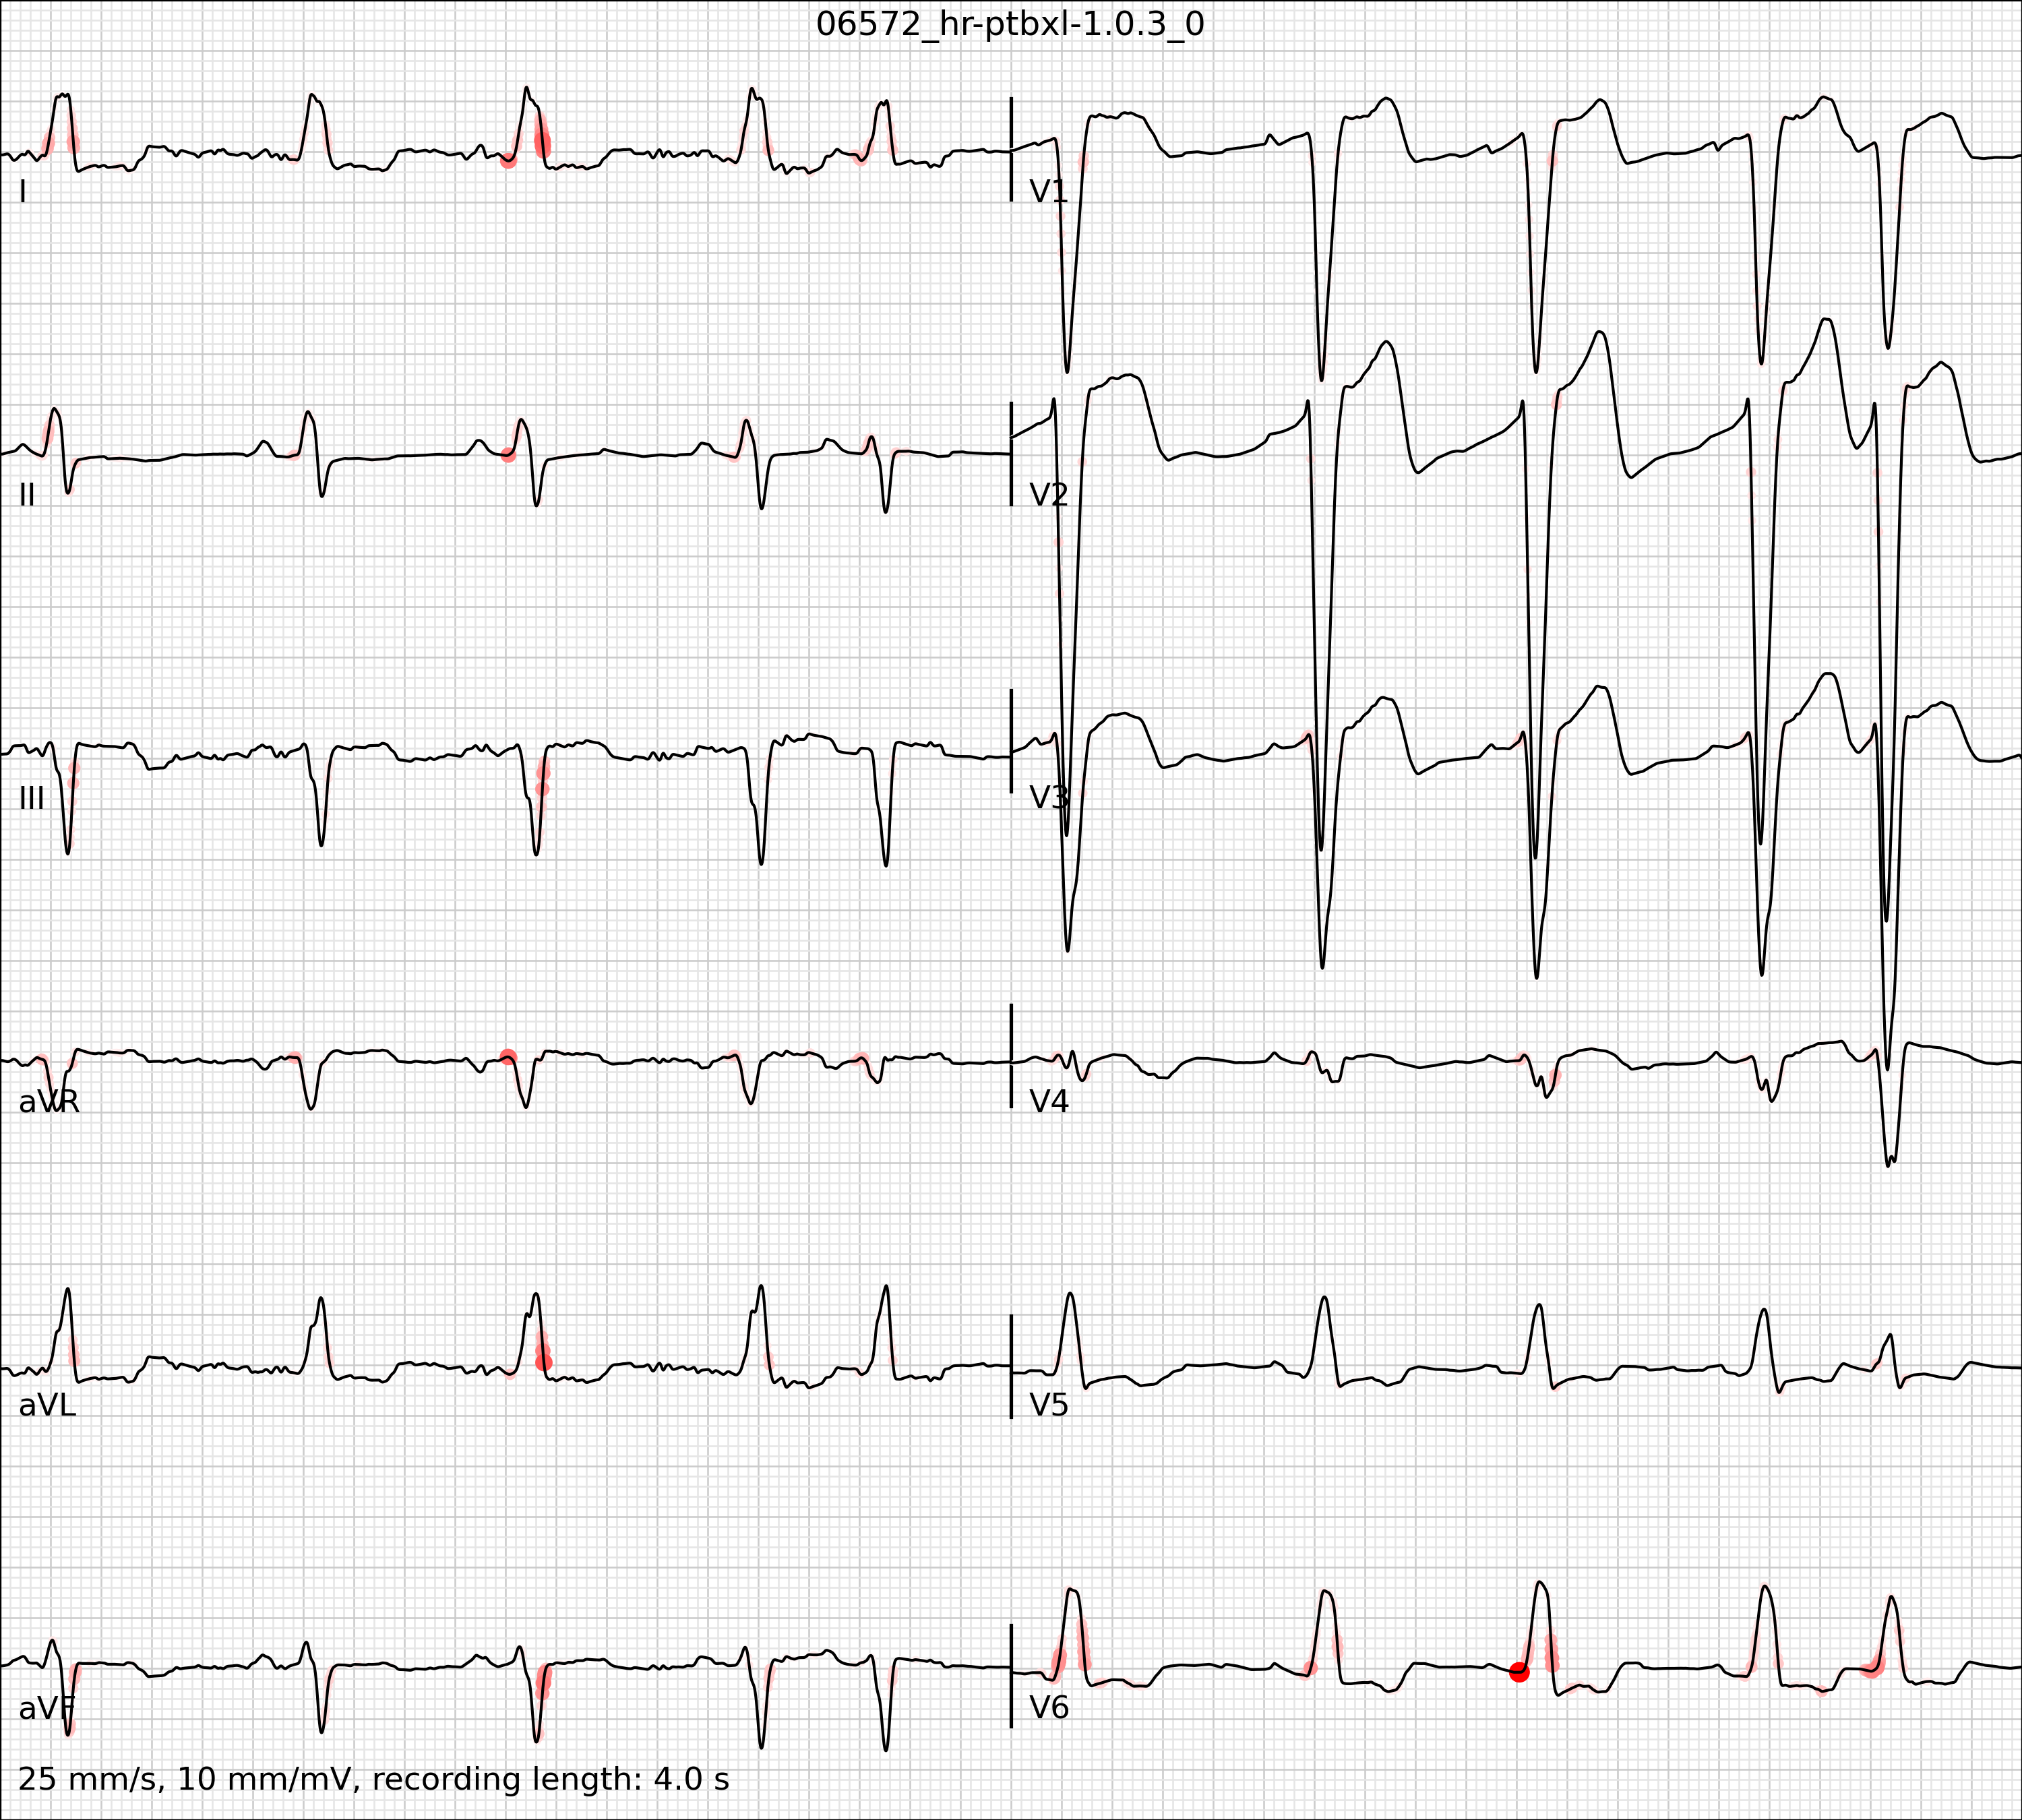 06572_hr-ptbxl-1.0.3_0
I
V1
II
V2
III
V3
aVR
V4
aVL
V5
aVF
V6
25 mm/s, 10 mm/mV, recording length: 4.0 s